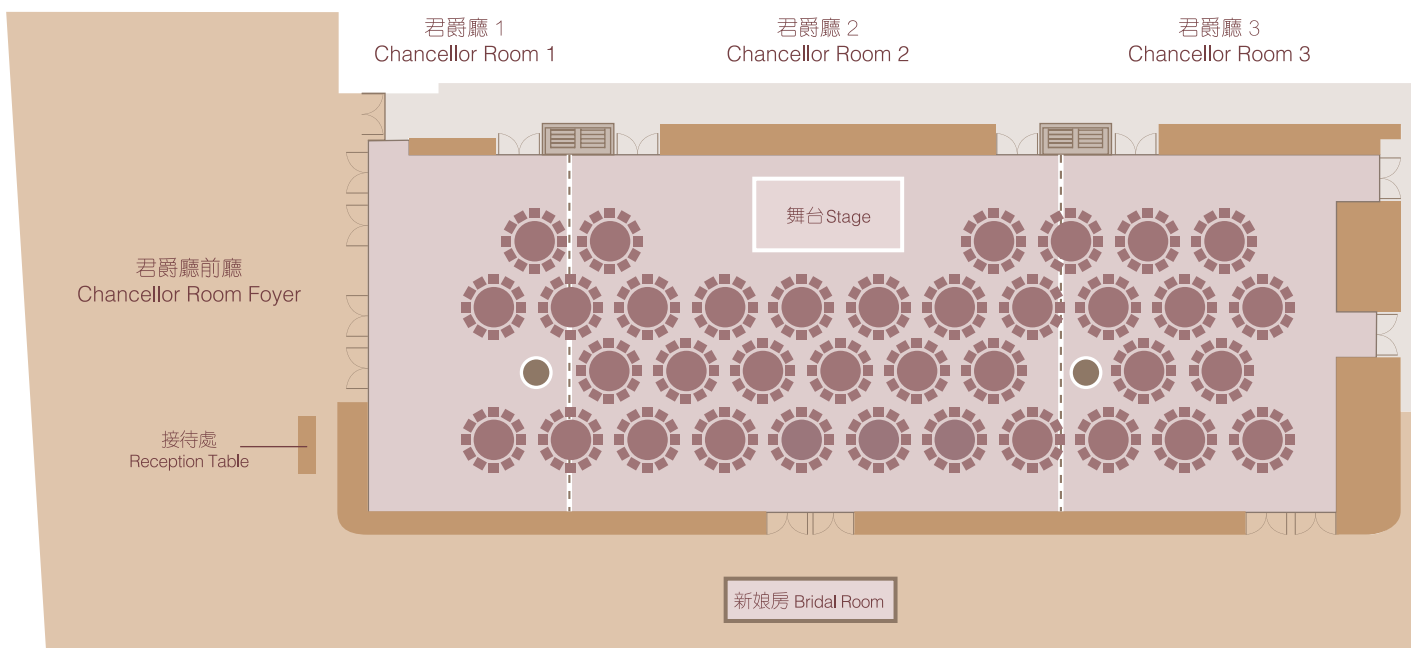 君爵廳 1
Chancellor Room 1
君爵廳 2
Chancellor Room 2
君爵廳 3
Chancellor Room 3
舞台 Stage
君爵廳前廳
Chancellor Room Foyer
接待處
Reception Table
新娘房 Bridal Room